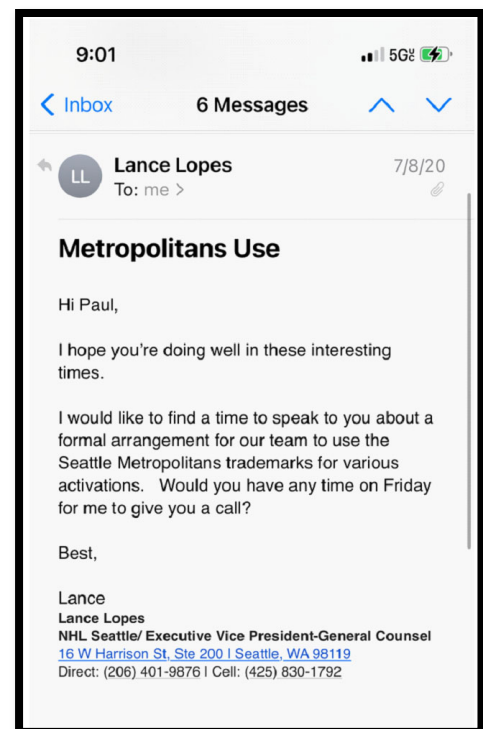 9:01
5G UC
Inbox
6 Messages
LL
Lance Lopes
7/8/20
To: me >
Metropolitans Use
Hi Paul,
I hope you're doing well in these interesting
times.
I would like to find a time to speak to you about a
formal arrangement for our team to use the
Seattle Metropolitans trademarks for various
activations. Would you have any time on Friday
for me to give you a call?
Best,
Lance
Lance Lopes
NHL Seattle/ Executive Vice President-General Counsel
16 W Harrison St, Ste 200 I Seattle, WA 98119
Direct: (206) 401-9876 I Cell: (425) 830-1792